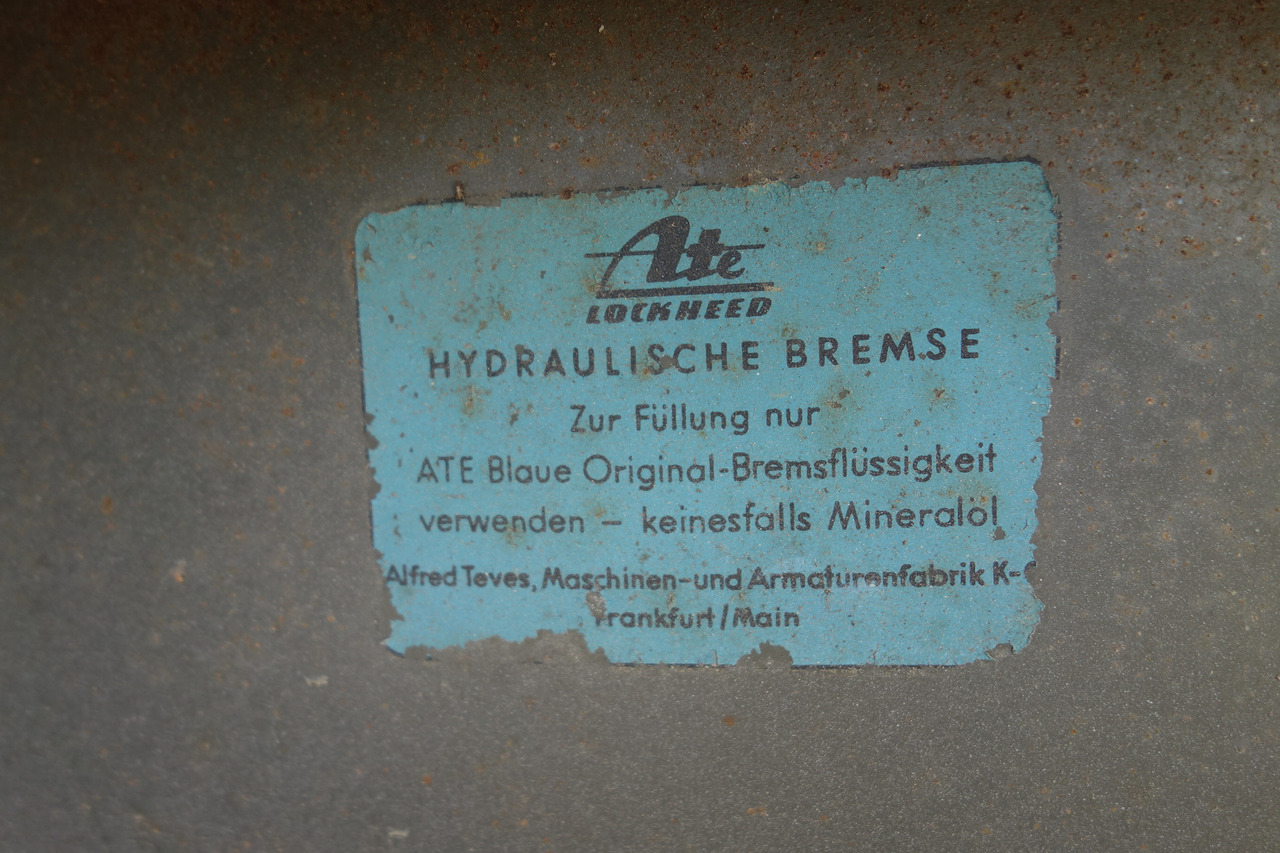 Ate
LOCKHEED
HYDRAULISCHE BREMSE
Zur Füllung nur
ATE Blaue Original-Bremsflüssigkeit
verwenden – keinesfalls Mineralöl
Alfred Teves, Maschinen-und Armaturenfabrik K-G
Frankfurt/Main